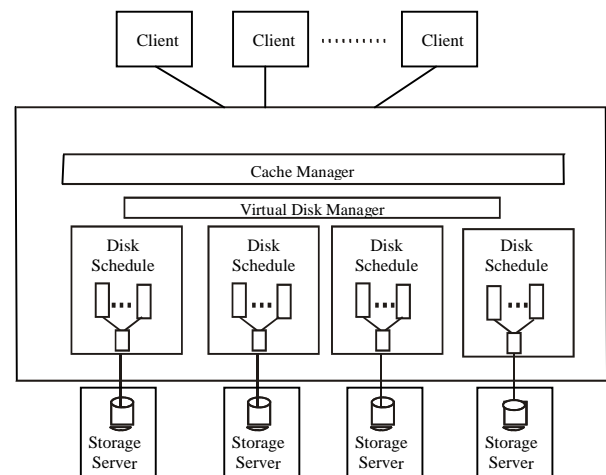 Client Client Client
Cache Manager
Virtual Disk Manager
Disk Disk Disk Disk
Schedule Schedule Schedule Schedule
Storage Storage Storage Storage
Server Server Server Server